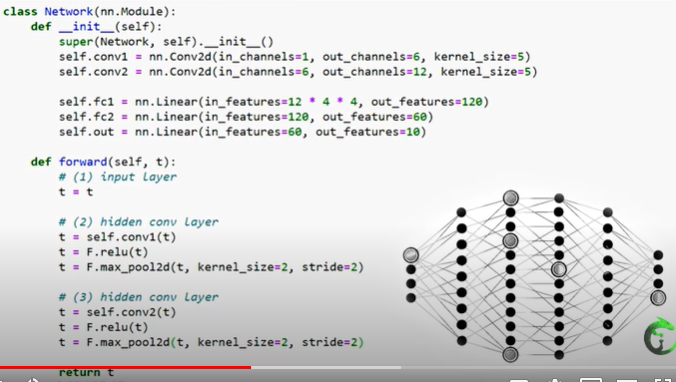 class Network(nn.Module):
def __init__(self):
super(Network, self).__init__()
self.conv1 = nn.Conv2d(in_channels=1, out_channels=6, kernel_size=5)
self.conv2 = nn.Conv2d(in_channels=6, out_channels=12, kernel_size=5)
self.fc1 = nn.Linear(in_features=12 * 4 * 4, out_features=120)
self.fc2 = nn.Linear(in_features=120, out_features=60)
self.out = nn.Linear(in_features=60, out_features=10)
def forward(self, t):
# (1) input layer
t = t
# (2) hidden conv layer
t = self.conv1(t)
t = F.relu(t)
t = F.max_pool2d(t, kernel_size=2, stride=2)
# (3) hidden conv layer
t = self.conv2(t)
t = F.relu(t)
t = F.max_pool2d(t, kernel_size=2, stride=2)
return t